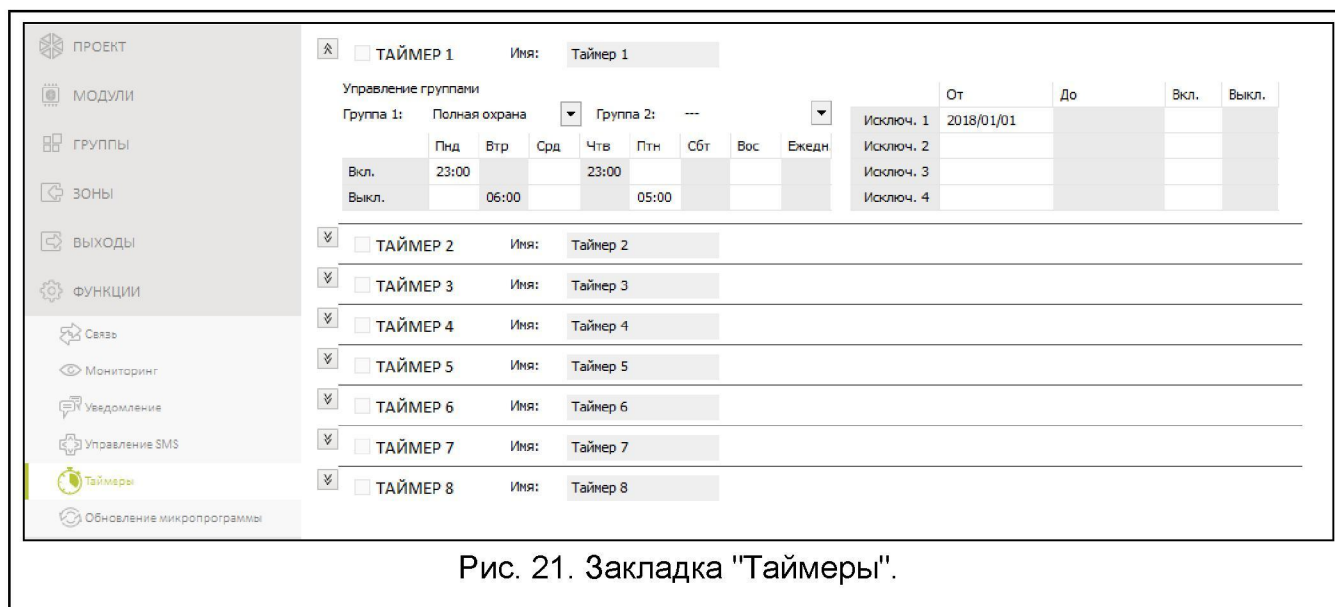 ПРОЕКТ
МОДУЛИ
ГРУППЫ
ЗОНЫ
ВЫХОДЫ
ФУНКЦИИ
Связь
Мониторинг
Уведомление
Управление SMS
Таймеры
Обновление микропрограммы
ТАЙМЕР 1 Имя: Таймер 1
Управление группами
Группа 1: Полная охрана Группа 2: ---
Пнд Втр Срд Чтв Птн Сбт Вос Ежедн
Вкл. 23:00 23:00
Выкл. 06:00 05:00
От До Вкл. Выкл.
Исключ. 1 2018/01/01
Исключ. 2
Исключ. 3
Исключ. 4
ТАЙМЕР 2 Имя: Таймер 2
ТАЙМЕР 3 Имя: Таймер 3
ТАЙМЕР 4 Имя: Таймер 4
ТАЙМЕР 5 Имя: Таймер 5
ТАЙМЕР 6 Имя: Таймер 6
ТАЙМЕР 7 Имя: Таймер 7
ТАЙМЕР 8 Имя: Таймер 8
Рис. 21. Закладка "Таймеры".